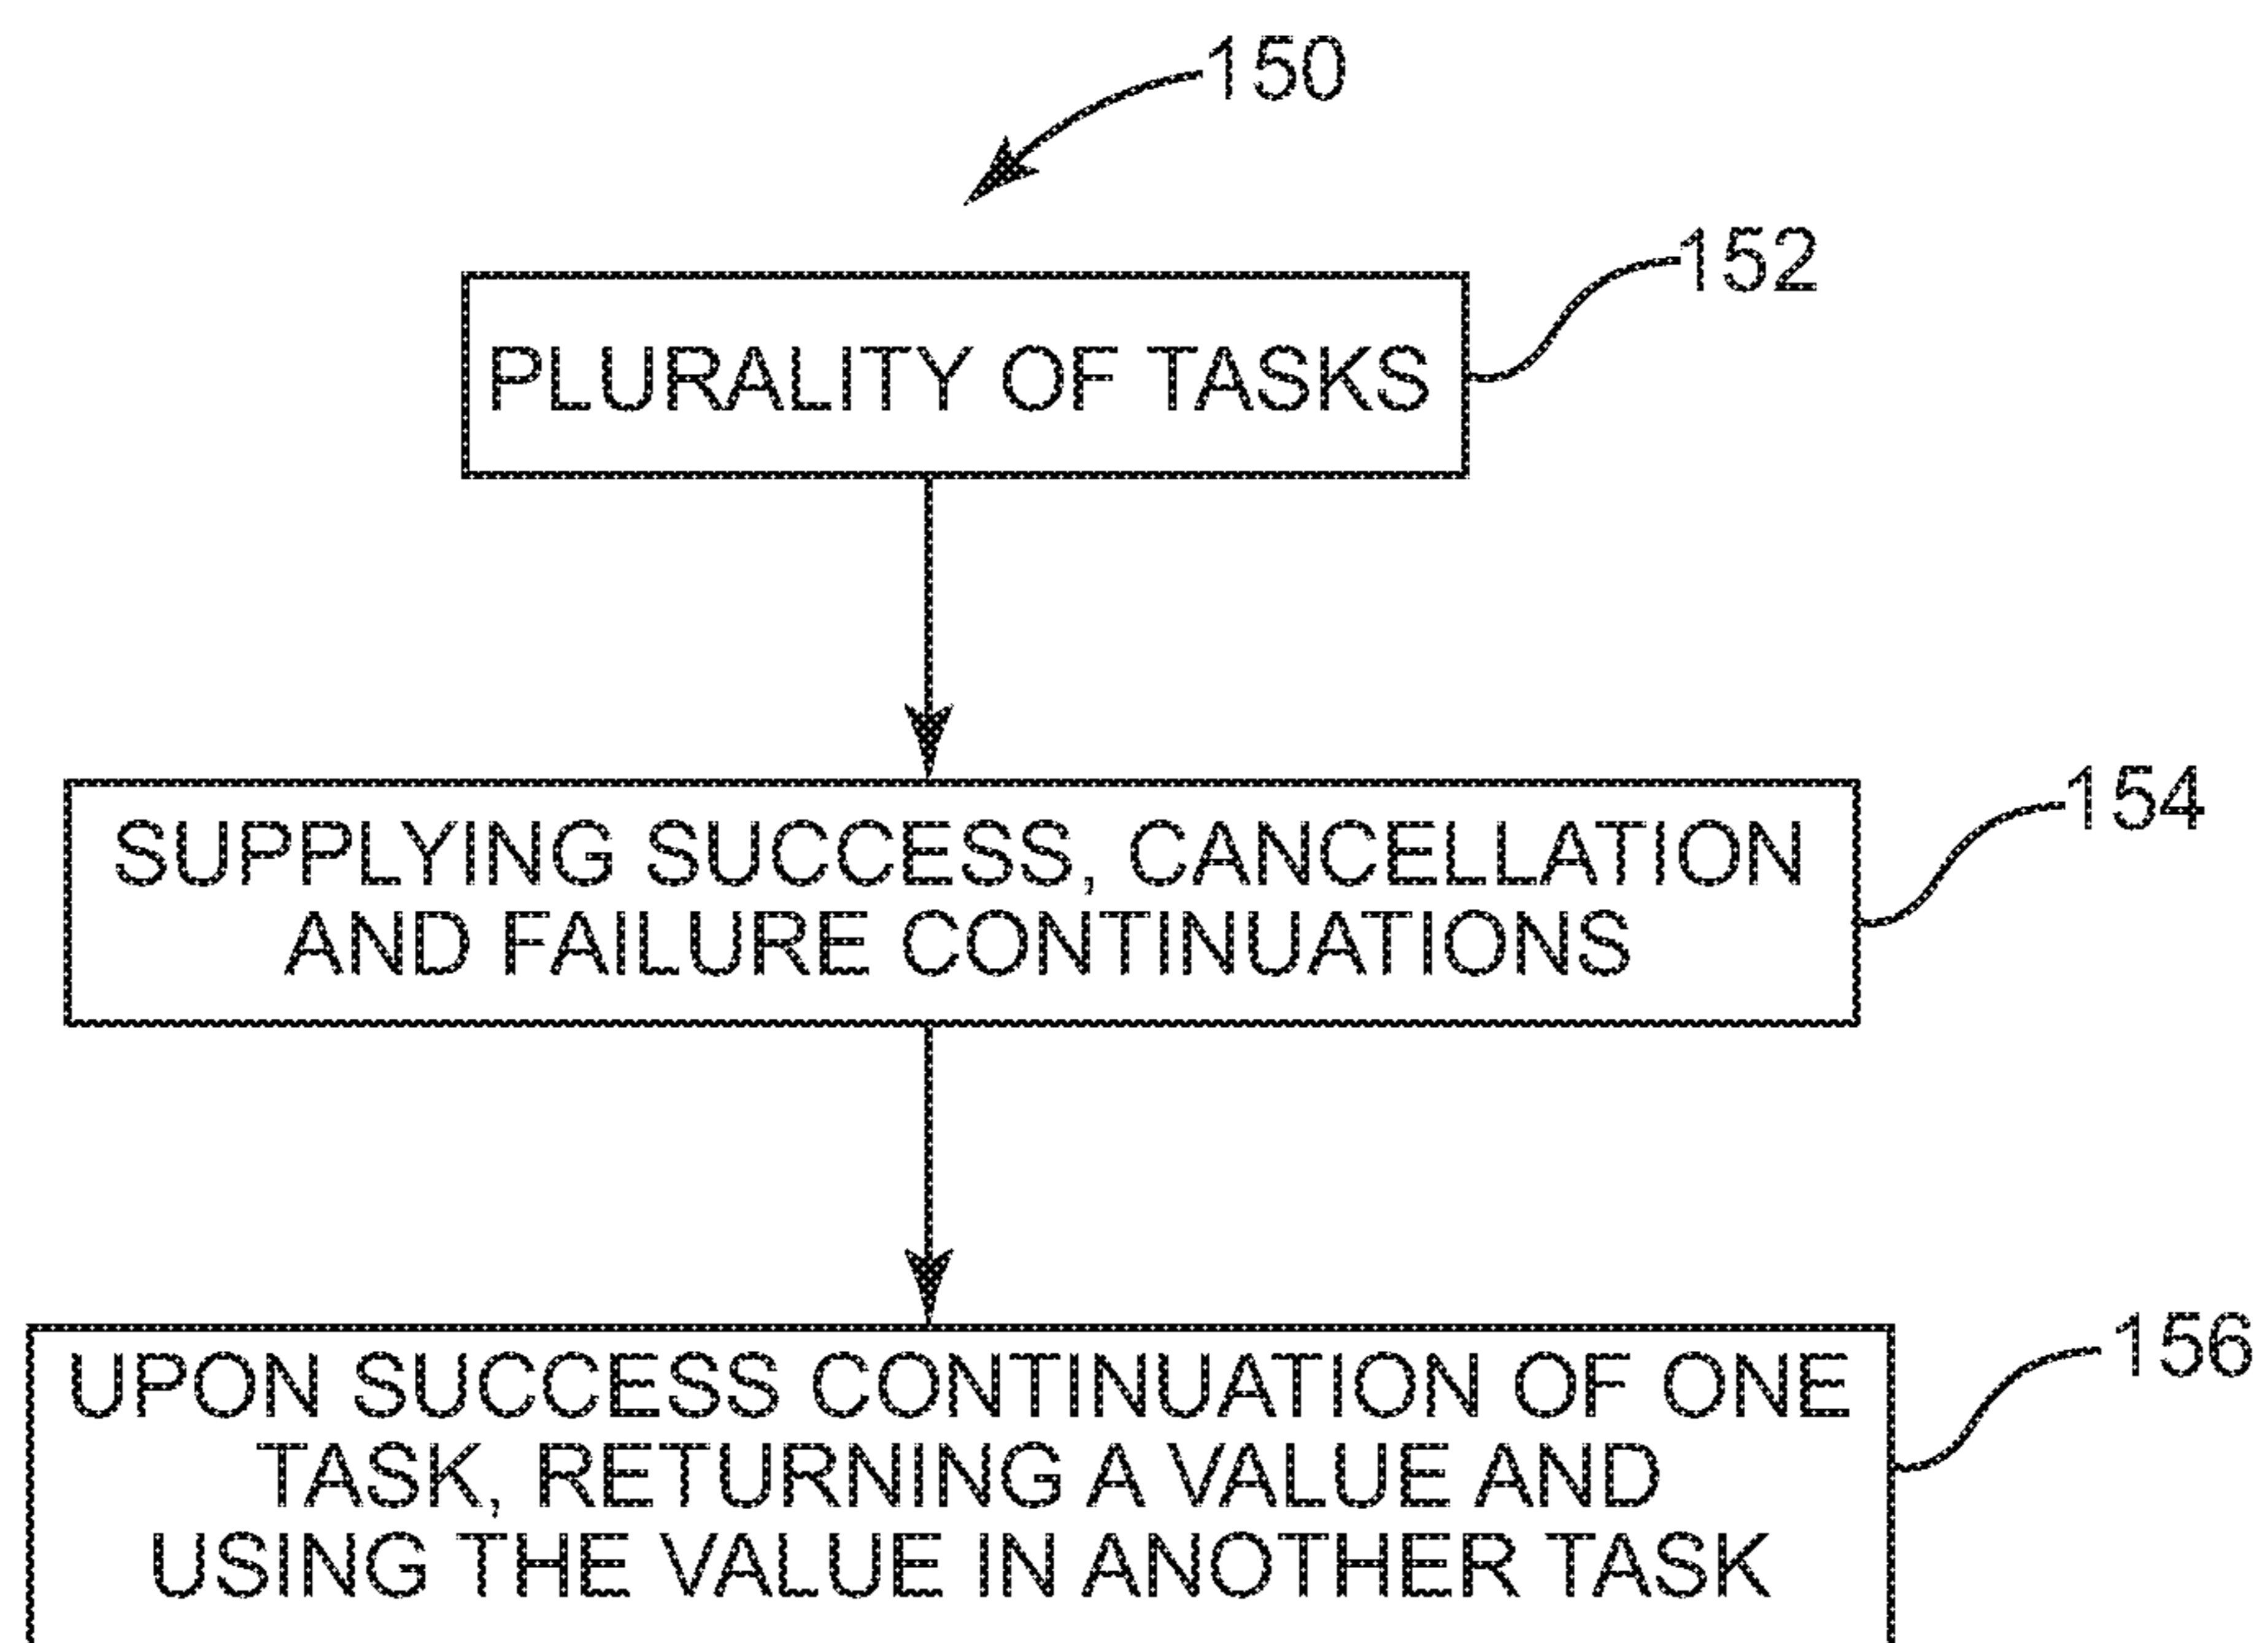 150
152
PLURALITY OF TASKS
154
SUPPLYING SUCCESS, CANCELLATION
AND FAILURE CONTINUATIONS
156
UPON SUCCESS CONTINUATION OF ONE
TASK, RETURNING A VALUE AND
USING THE VALUE IN ANOTHER TASK